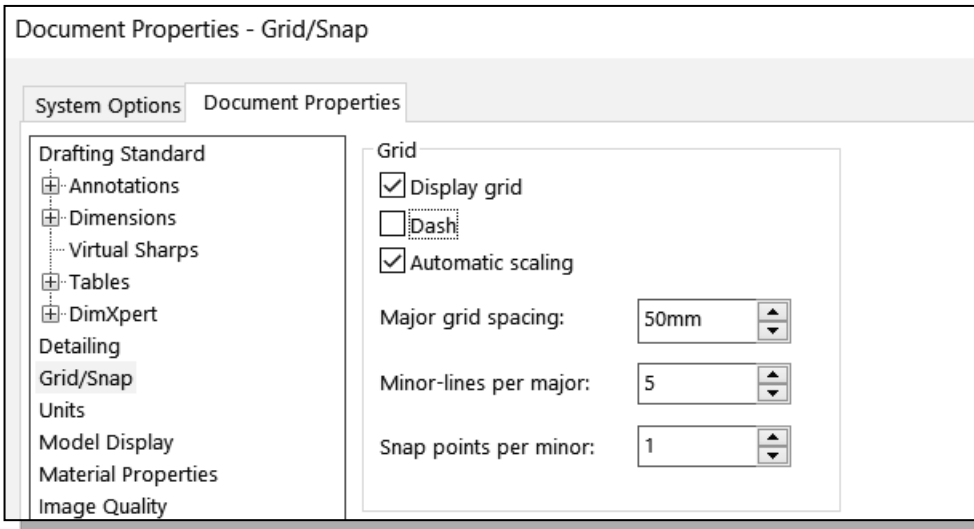 Document Properties - Grid/Snap
System Options
Document Properties
Drafting Standard
Annotations
Dimensions
Virtual Sharps
Tables
DimXpert
Detailing
Grid/Snap
Units
Model Display
Material Properties
Image Quality
Grid
Display grid
Dash
Automatic scaling
Major grid spacing: 50mm
Minor-lines per major: 5
Snap points per minor: 1